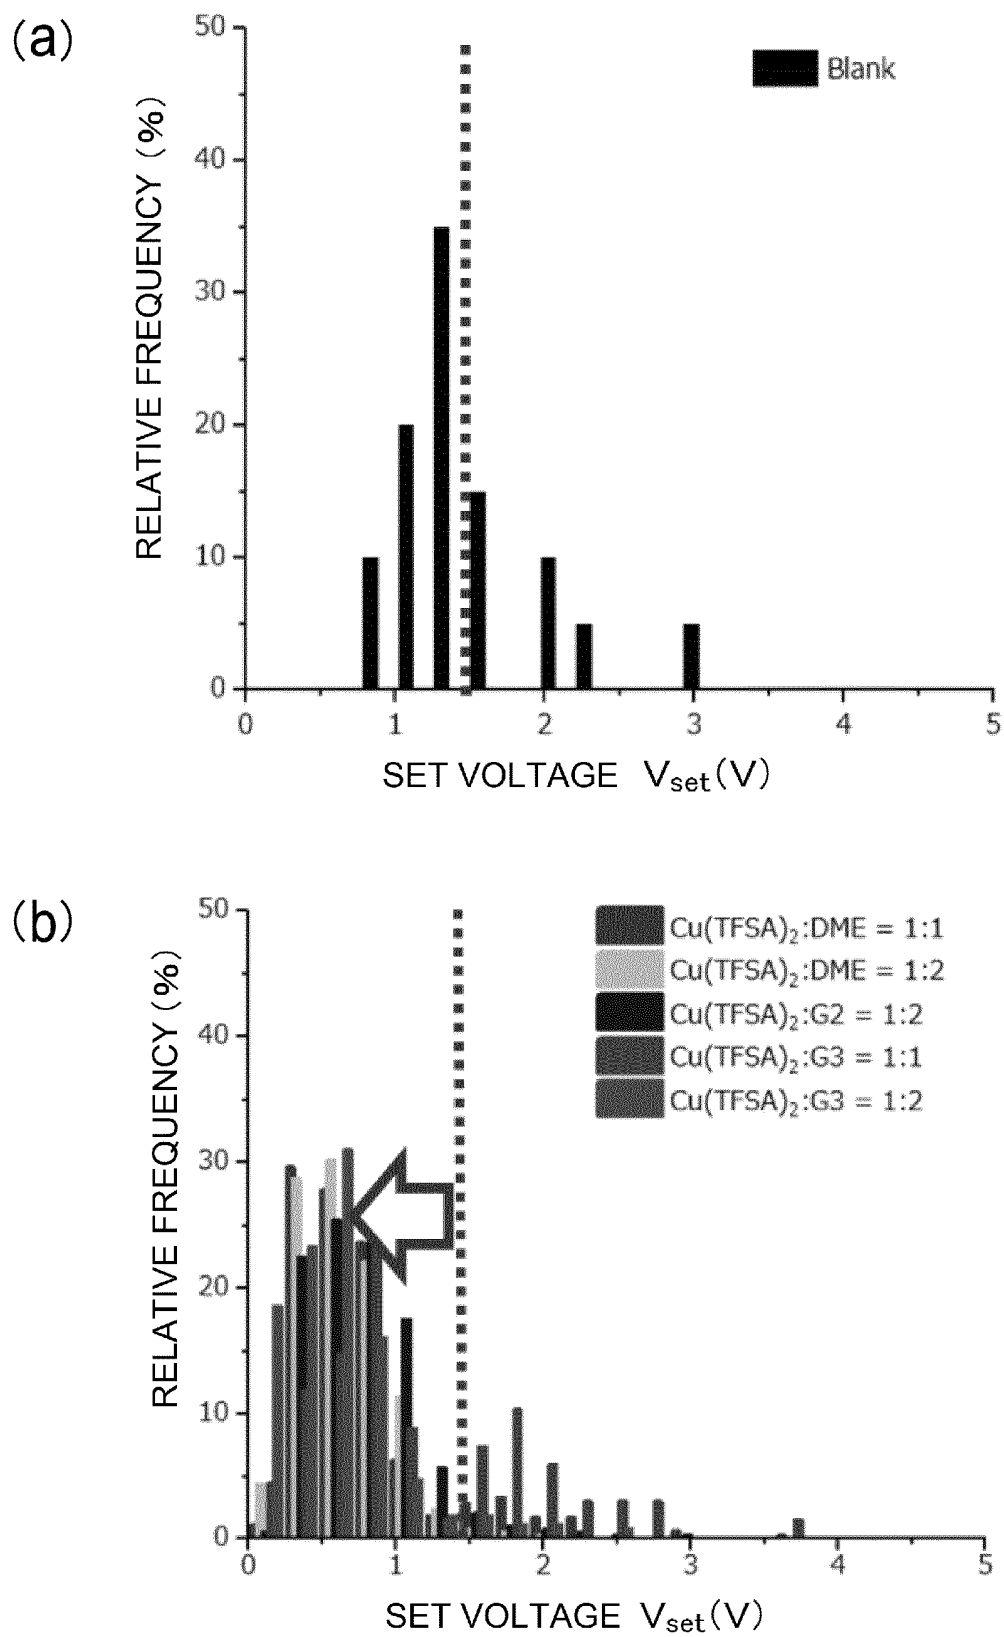 (a)
RELATIVE FREQUENCY (%)
50
40
30
20
10
0
Blank
0 1 2 3 4 5
SET VOLTAGE Vset(V)
(b)
RELATIVE FREQUENCY (%)
50
40
30
20
10
0
Cu(TFSA)₂:DME = 1:1
Cu(TFSA)₂:DME = 1:2
Cu(TFSA)₂:G2 = 1:2
Cu(TFSA)₂:G3 = 1:1
Cu(TFSA)₂:G3 = 1:2
0 1 2 3 4 5
SET VOLTAGE Vset(V)